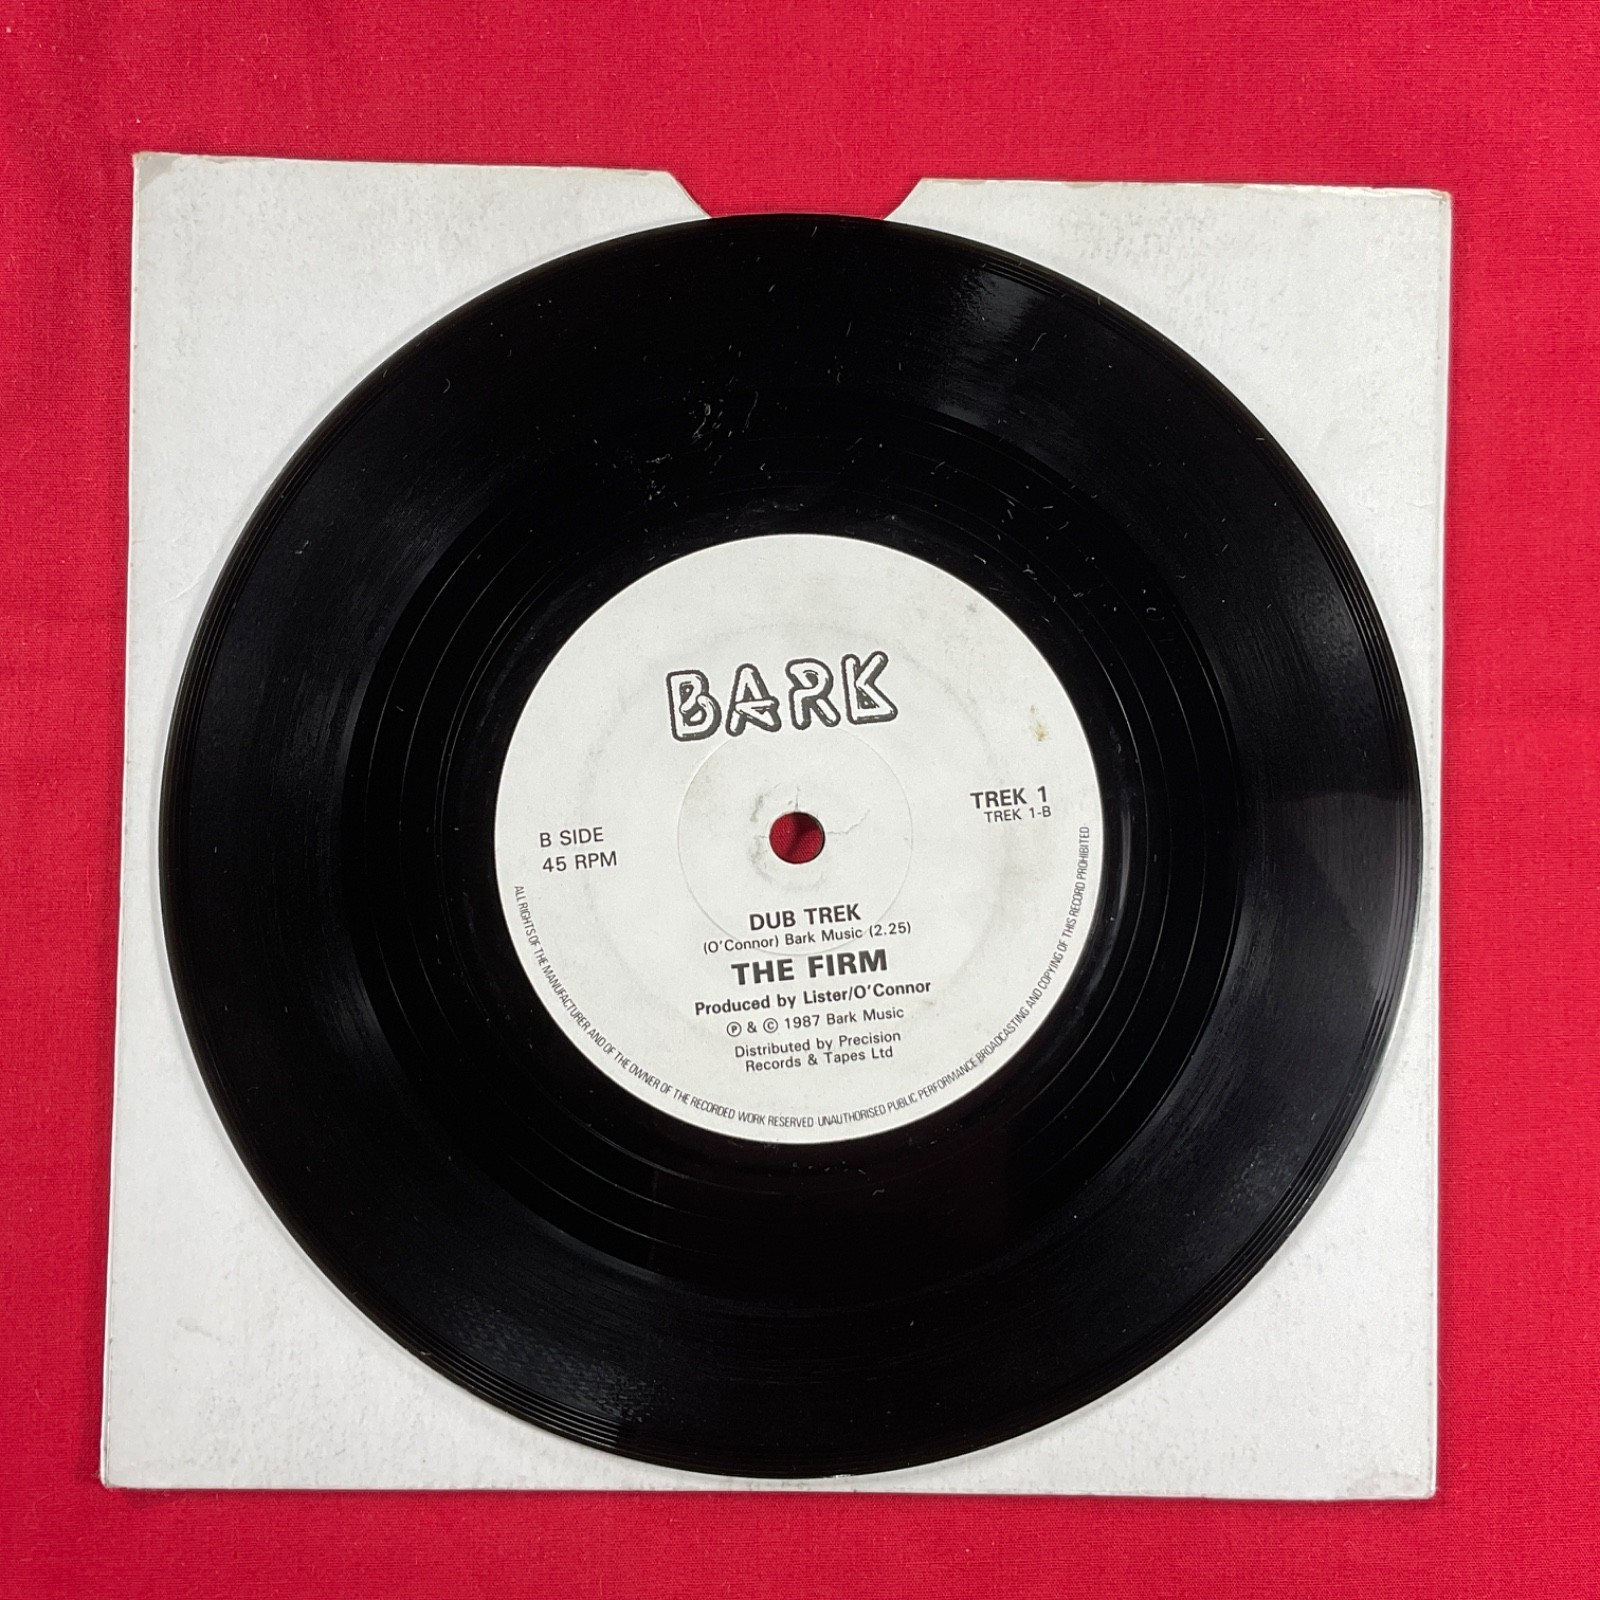 BARK
TREK 1
TREK 1-B
B SIDE
45 RPM
DUB TREK
(O'Connor) Bark Music (2.25)
THE FIRM
Produced by Lister/O'Connor
Ⓟ & © 1987 Bark Music
Distributed by Precision
Records & Tapes Ltd
ALL RIGHTS OF THE MANUFACTURER AND OF THE OWNER OF THE RECORDED WORK RESERVED·UNAUTHORISED PUBLIC PERFORMANCE·BROADCASTING AND COPYING OF THIS RECORD PROHIBITED